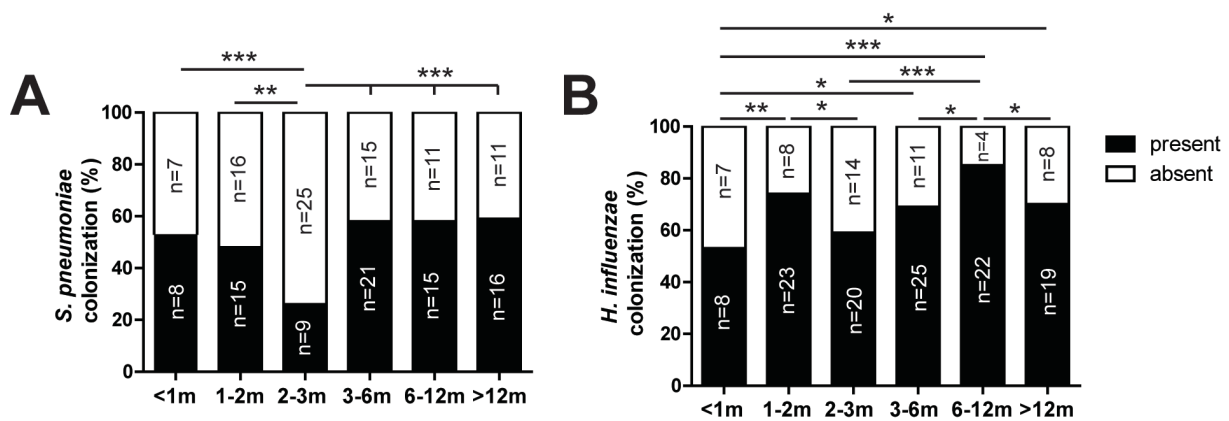 A
S. pneumoniae
colonization (%)
100
80
60
40
20
0
***
**
***
n=7
n=16
n=25
n=15
n=11
n=11
n=8
n=15
n=9
n=21
n=15
n=16
<1m
1-2m
2-3m
3-6m
6-12m
>12m
B
H. influenzae
colonization (%)
100
80
60
40
20
0
*
***
***
*
**
*
*
*
n=7
n=8
n=14
n=11
n=4
n=8
n=8
n=23
n=20
n=25
n=22
n=19
<1m
1-2m
2-3m
3-6m
6-12m
>12m
present
absent